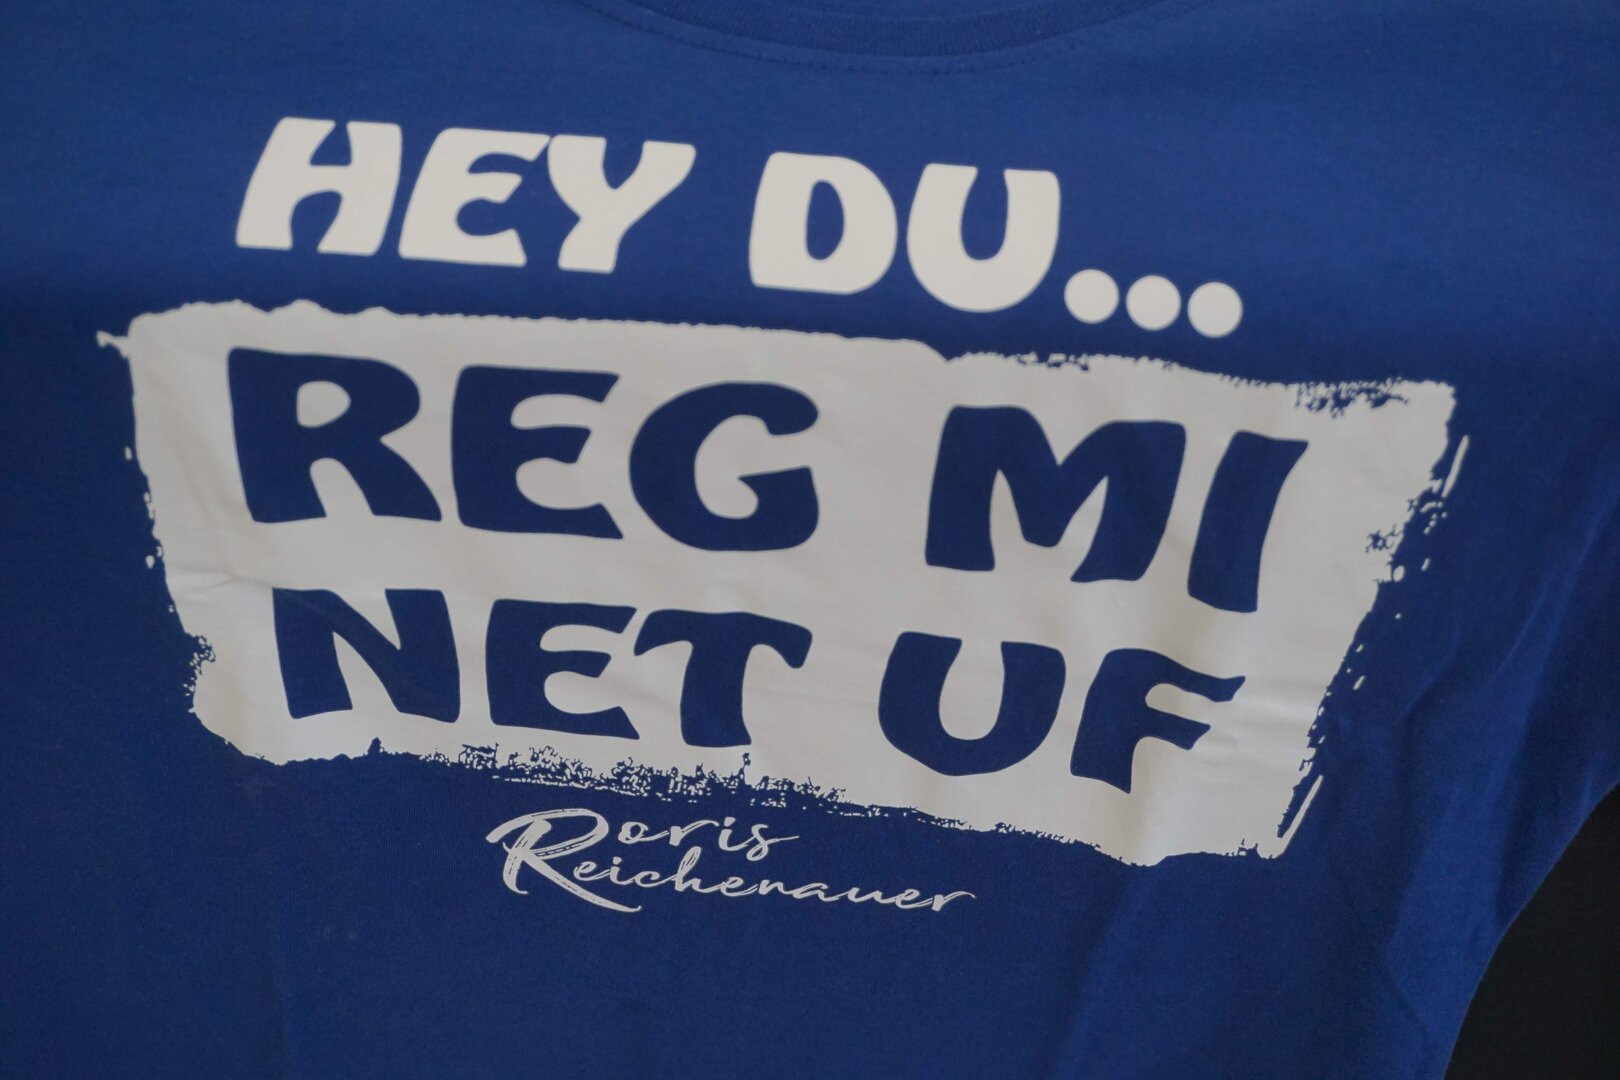 HEY DU...
REG MI
NET UF
Doris
Reichenauer